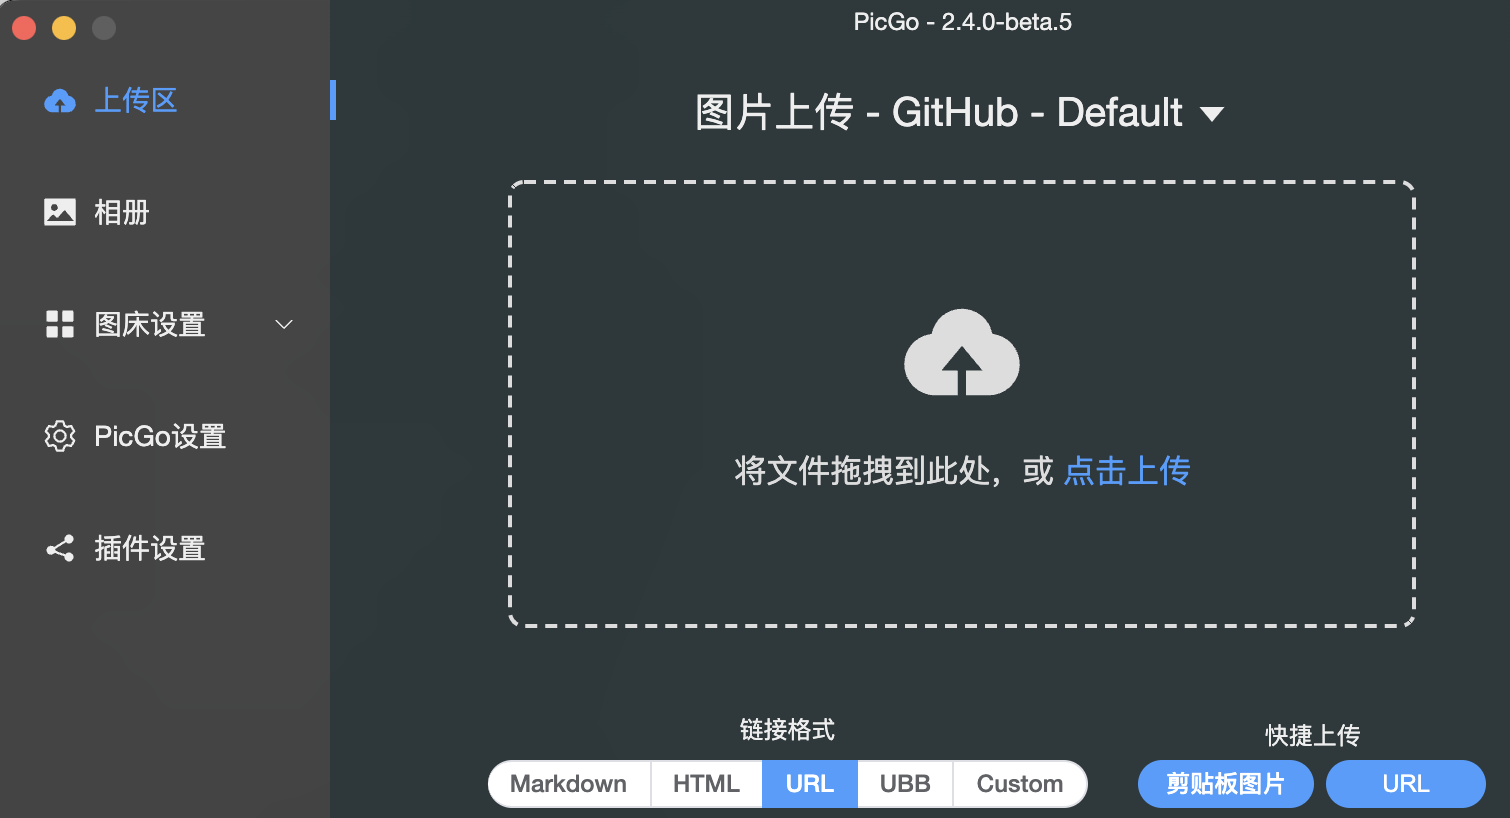 PicGo - 2.4.0-beta.5
上传区
相册
图床设置
PicGo设置
插件设置
图片上传 - GitHub - Default
将文件拖拽到此处，或 点击上传
链接格式
Markdown HTML URL UBB Custom
快捷上传
剪贴板图片 URL